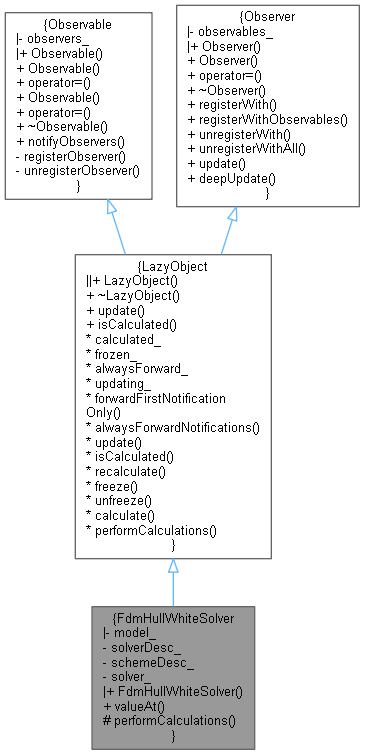 {Observable
|- observers_
|+ Observable()
+ Observable()
+ operator=()
+ Observable()
+ operator=()
+ ~Observable()
+ notifyObservers()
- registerObserver()
- unregisterObserver()
}
{Observer
|- observables_
|+ Observer()
+ Observer()
+ operator=()
+ ~Observer()
+ registerWith()
+ registerWithObservables()
+ unregisterWith()
+ unregisterWithAll()
+ update()
+ deepUpdate()
}
{LazyObject
||+ LazyObject()
+ ~LazyObject()
+ update()
+ isCalculated()
* calculated_
* frozen_
* alwaysForward_
* updating_
* forwardFirstNotification
Only()
* alwaysForwardNotifications()
* update()
* isCalculated()
* recalculate()
* freeze()
* unfreeze()
* calculate()
* performCalculations()
}
{FdmHullWhiteSolver
|- model_
- solverDesc_
- schemeDesc_
- solver_
|+ FdmHullWhiteSolver()
+ valueAt()
# performCalculations()
}